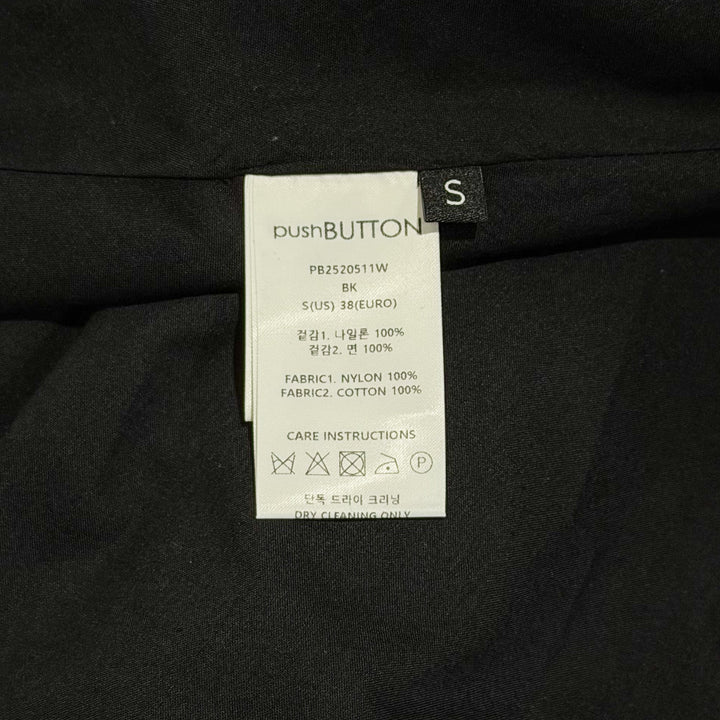 S
pushBUTTON
PB2520511W
BK
S(US) 38(EURO)
겉감1. 나일론 100%
겉감2. 면 100%
FABRIC1. NYLON 100%
FABRIC2. COTTON 100%
CARE INSTRUCTIONS
P
단독 드라이 크리닝
DRY CLEANING ONLY